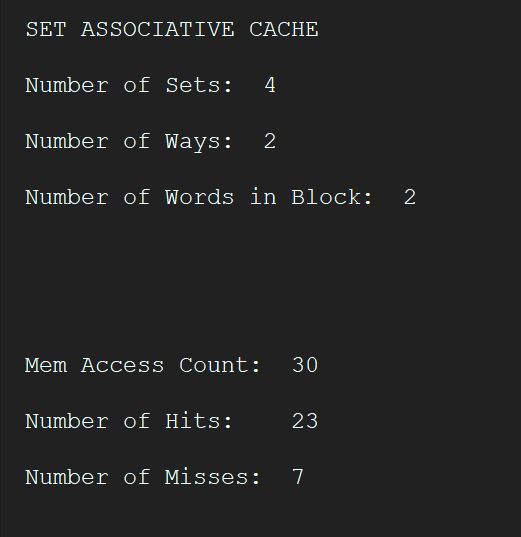 SET ASSOCIATIVE CACHE
Number of Sets:  4
Number of Ways:  2
Number of Words in Block:  2
Mem Access Count:  30
Number of Hits:    23
Number of Misses:  7